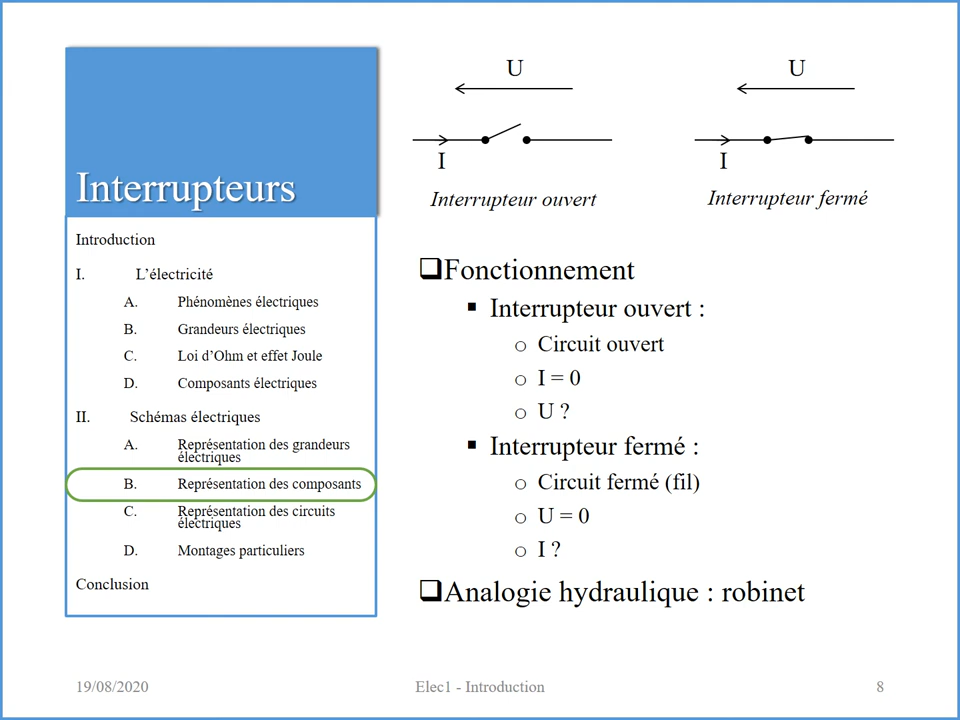 Interrupteurs
Introduction
I. L'électricité
A. Phénomènes électriques
B. Grandeurs électriques
C. Loi d'Ohm et effet Joule
D. Composants électriques
II. Schémas électriques
A. Représentation des grandeurs
électriques
B. Représentation des composants
C. Représentation des circuits
électriques
D. Montages particuliers
Conclusion
U
I
Interrupteur ouvert
U
I
Interrupteur fermé
❑Fonctionnement
▪ Interrupteur ouvert :
o Circuit ouvert
o I = 0
o U ?
▪ Interrupteur fermé :
o Circuit fermé (fil)
o U = 0
o I ?
❑Analogie hydraulique : robinet
19/08/2020
Elec1 - Introduction
8